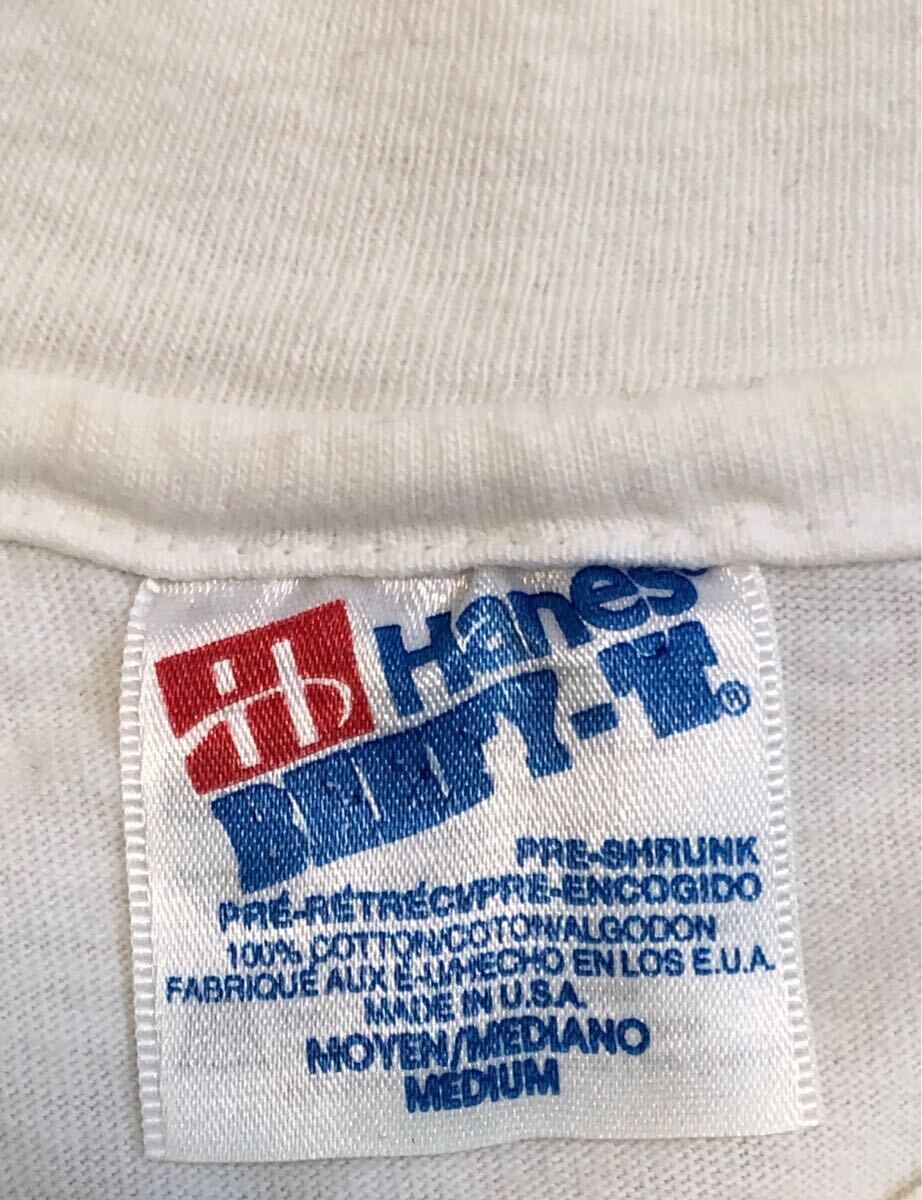 Hanes
BEEFY-T.®
PRE-SHRUNK
PRÉ-RÉTRÉCI/PRE-ENCOGIDO
100% COTTON/COTON/ALGODON
FABRIQUÉ AUX É-U/HECHO EN LOS E.U.A.
MADE IN U.S.A.
MOYEN/MEDIANO
MEDIUM